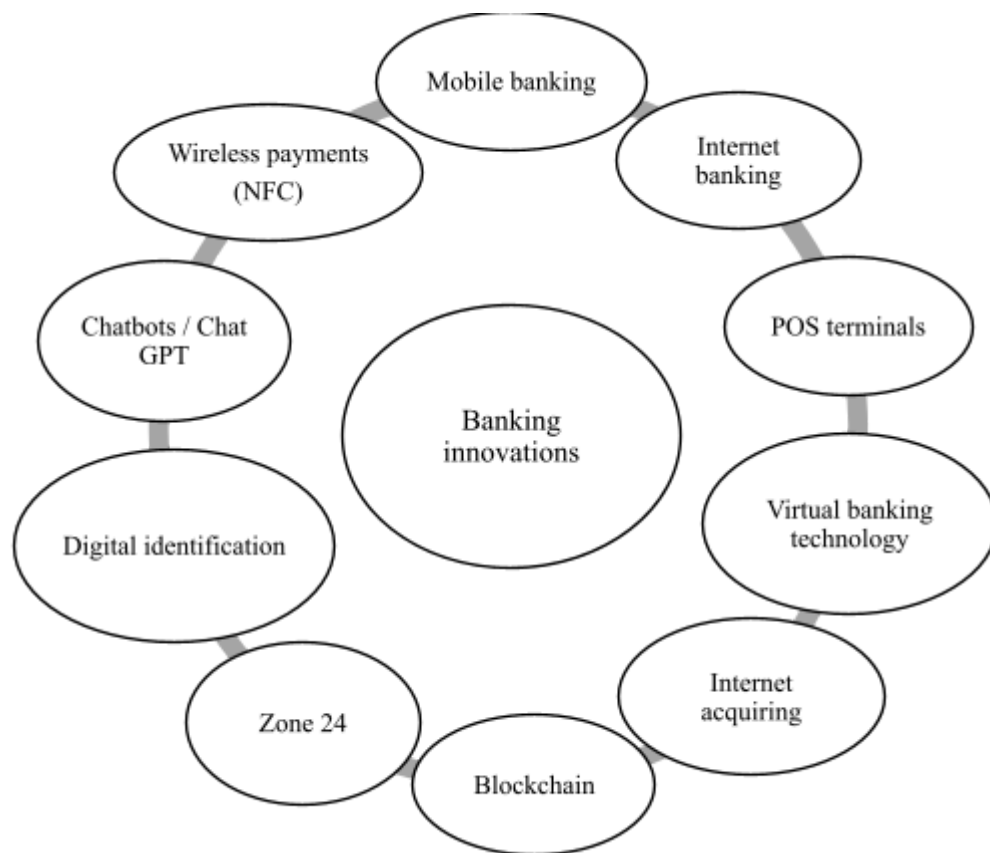 Mobile banking
Internet
banking
Wireless payments
(NFC)
POS terminals
Chatbots / Chat
GPT
Banking
innovations
Virtual banking
technology
Digital identification
Internet
acquiring
Zone 24
Blockchain